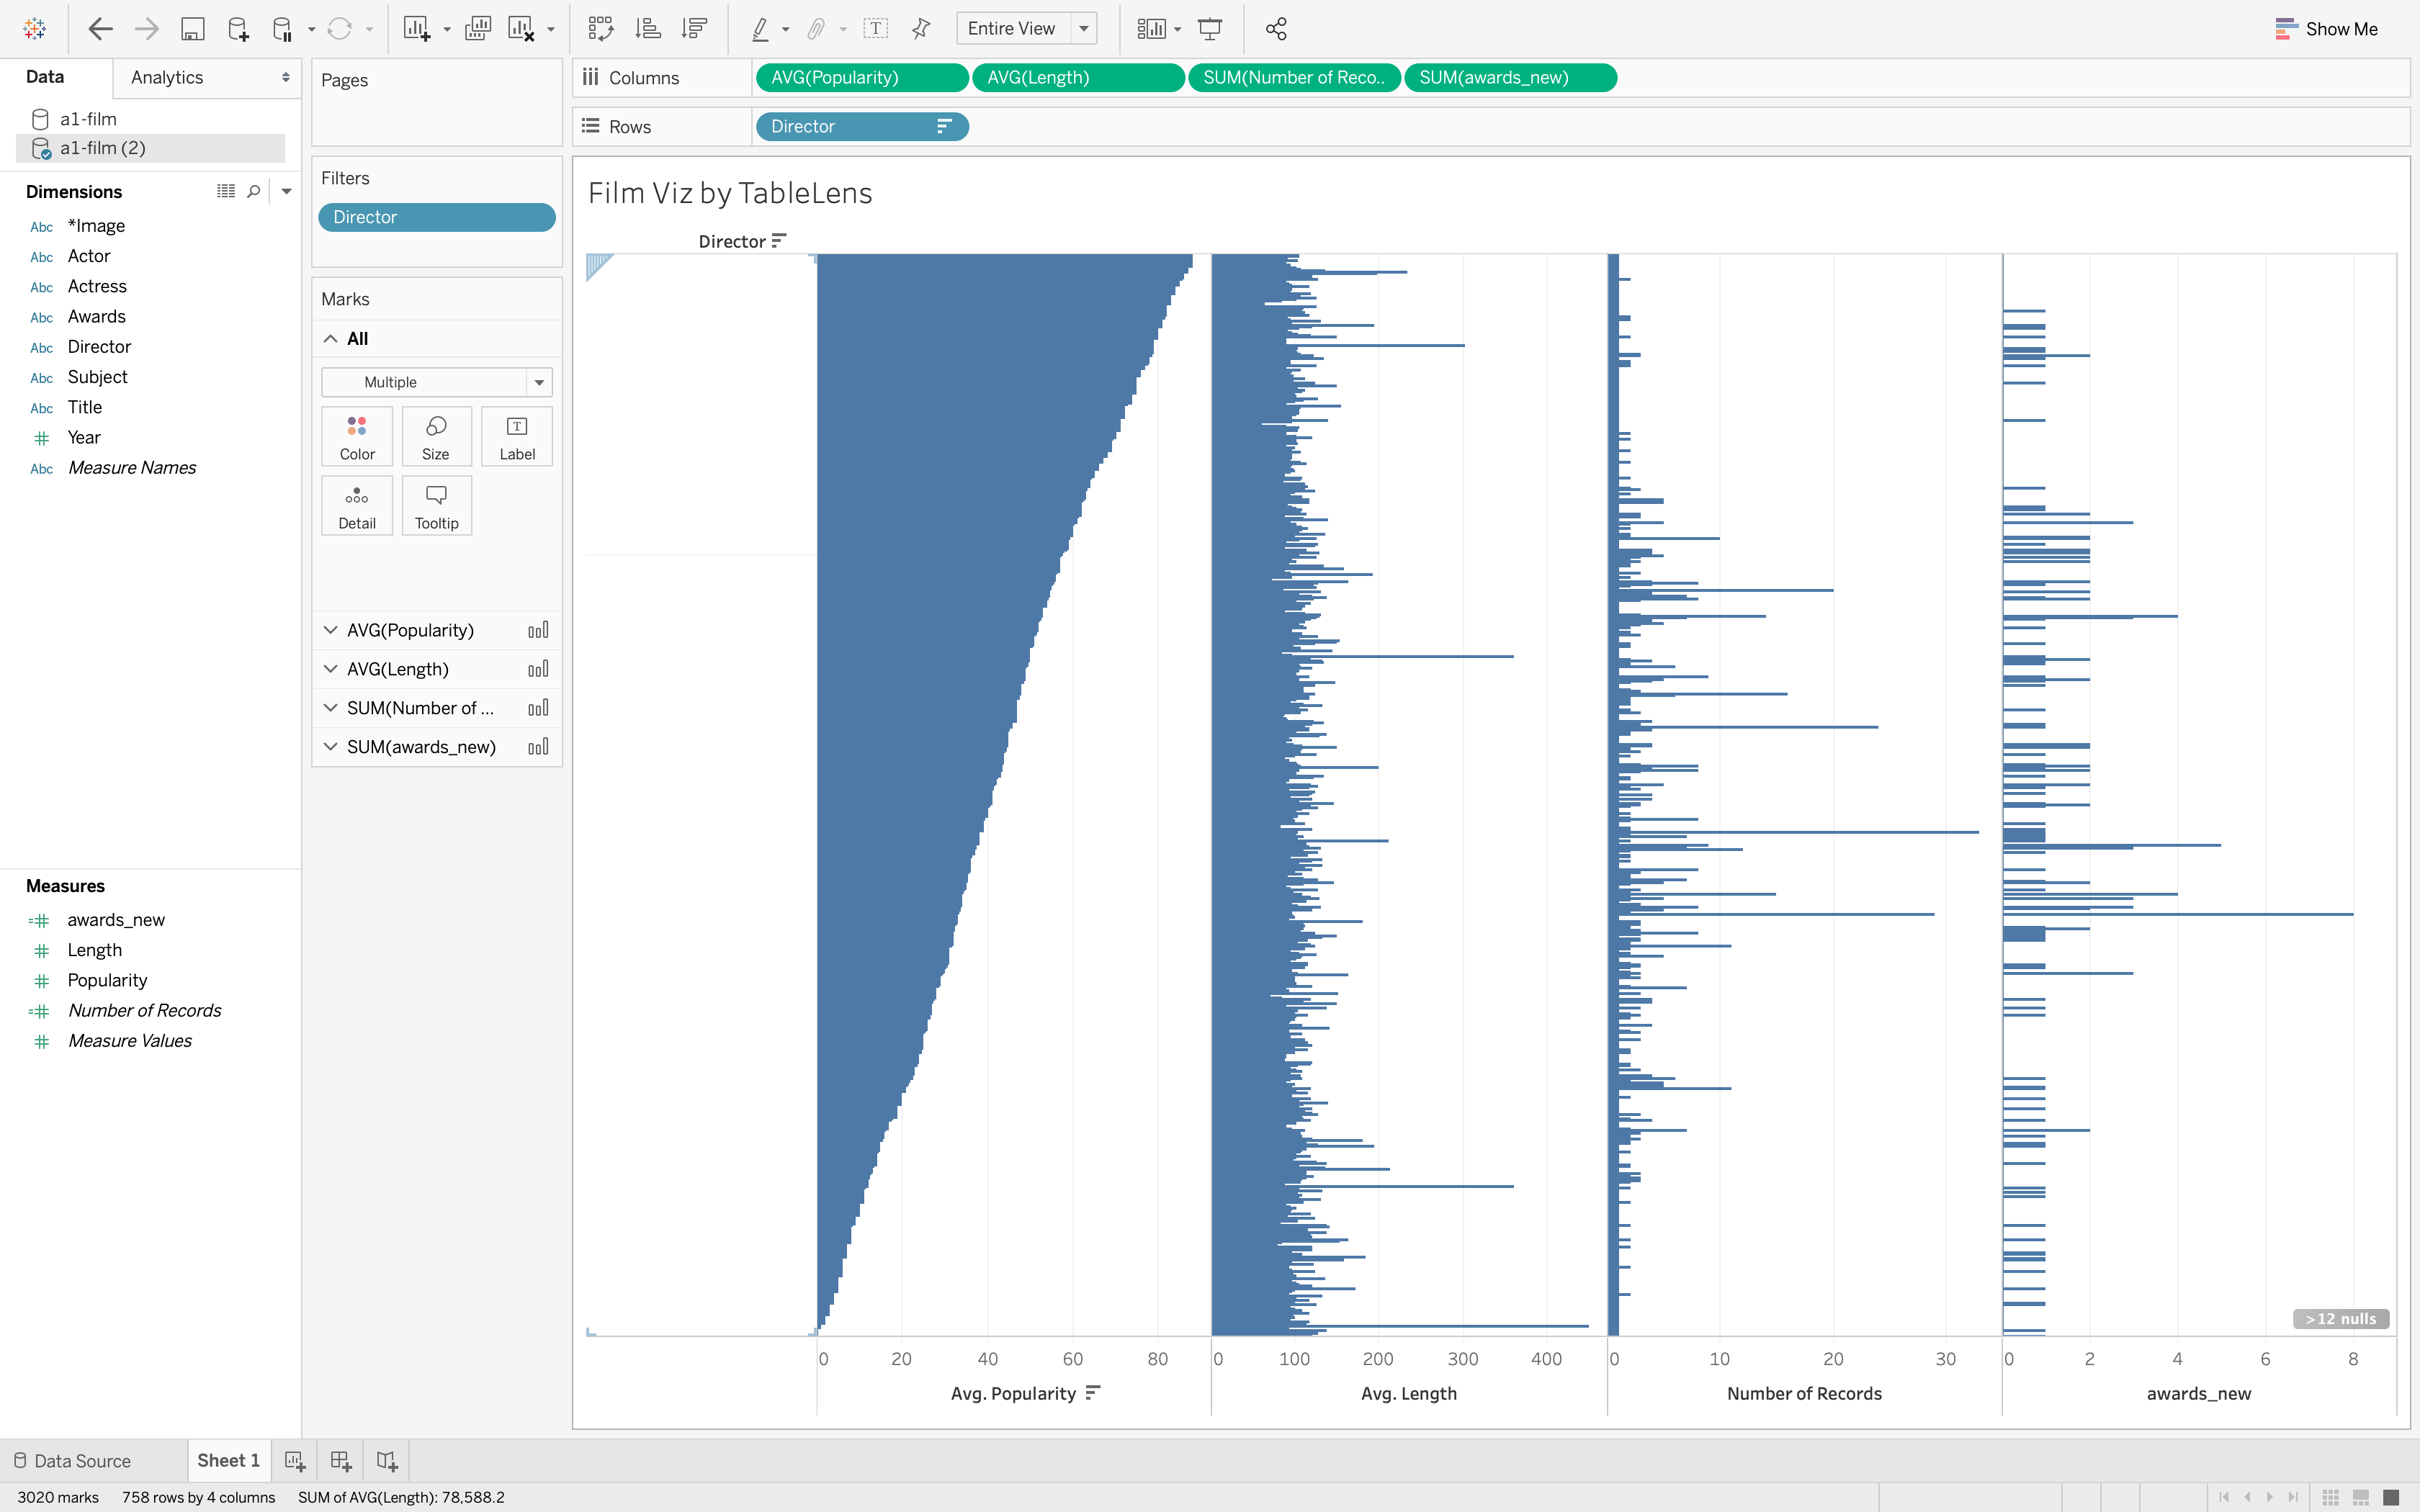 Entire View
Show Me
Data
Analytics
a1-film
a1-film (2)
Dimensions
Abc *Image
Abc Actor
Abc Actress
Abc Awards
Abc Director
Abc Subject
Abc Title
# Year
Abc Measure Names
Measures
=# awards_new
# Length
# Popularity
=# Number of Records
# Measure Values
Pages
Filters
Director
Marks
All
Multiple
Color Size Label
Detail Tooltip
AVG(Popularity)
AVG(Length)
SUM(Number of ...
SUM(awards_new)
Columns AVG(Popularity) AVG(Length) SUM(Number of Reco.. SUM(awards_new)
Rows Director
Film Viz by TableLens
Director
>12 nulls
0 20 40 60 80 0 100 200 300 400 0 10 20 30 0 2 4 6 8
Avg. Popularity Avg. Length Number of Records awards_new
Data Source Sheet 1
3020 marks 758 rows by 4 columns SUM of AVG(Length): 78,588.2